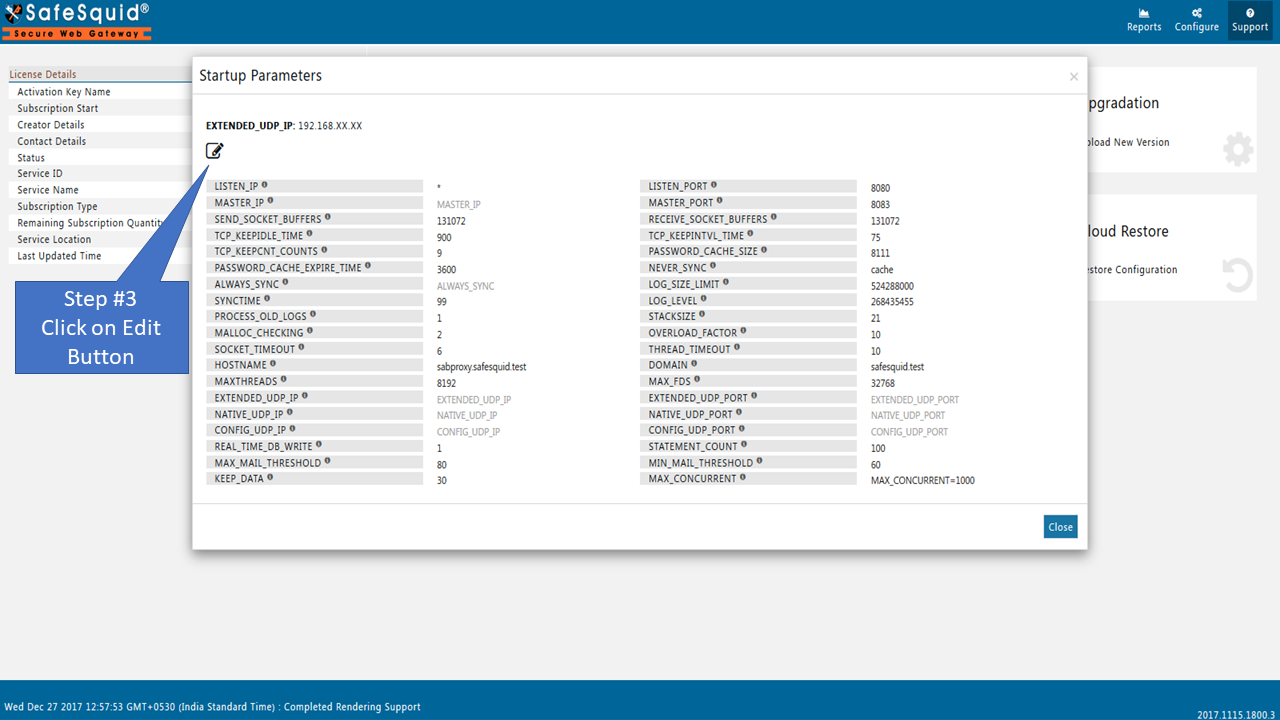 SafeSquid®
Secure Web Gateway
Reports
Configure
Support
License Details
Activation Key Name
Subscription Start
Creator Details
Contact Details
Status
Service ID
Service Name
Subscription Type
Remaining Subscription Quantity
Service Location
Last Updated Time
Step #3
Click on Edit
Button
Startup Parameters
×
EXTENDED_UDP_IP: 192.168.XX.XX
LISTEN_IP * LISTEN_PORT 8080
MASTER_IP MASTER_IP MASTER_PORT 8083
SEND_SOCKET_BUFFERS 131072 RECEIVE_SOCKET_BUFFERS 131072
TCP_KEEPIDLE_TIME 900 TCP_KEEPINTVL_TIME 75
TCP_KEEPCNT_COUNTS 9 PASSWORD_CACHE_SIZE 8111
PASSWORD_CACHE_EXPIRE_TIME 3600 NEVER_SYNC cache
ALWAYS_SYNC ALWAYS_SYNC LOG_SIZE_LIMIT 524288000
SYNCTIME 99 LOG_LEVEL 268435455
PROCESS_OLD_LOGS 1 STACKSIZE 21
MALLOC_CHECKING 2 OVERLOAD_FACTOR 10
SOCKET_TIMEOUT 6 THREAD_TIMEOUT 10
HOSTNAME sabproxy.safesquid.test DOMAIN safesquid.test
MAXTHREADS 8192 MAX_FDS 32768
EXTENDED_UDP_IP EXTENDED_UDP_IP EXTENDED_UDP_PORT EXTENDED_UDP_PORT
NATIVE_UDP_IP NATIVE_UDP_IP NATIVE_UDP_PORT NATIVE_UDP_PORT
CONFIG_UDP_IP CONFIG_UDP_IP CONFIG_UDP_PORT CONFIG_UDP_PORT
REAL_TIME_DB_WRITE 1 STATEMENT_COUNT 100
MAX_MAIL_THRESHOLD 80 MIN_MAIL_THRESHOLD 60
KEEP_DATA 30 MAX_CONCURRENT MAX_CONCURRENT=1000
Close
pgradation
pload New Version
loud Restore
estore Configuration
Wed Dec 27 2017 12:57:53 GMT+0530 (India Standard Time) : Completed Rendering Support
2017.1115.1800.3